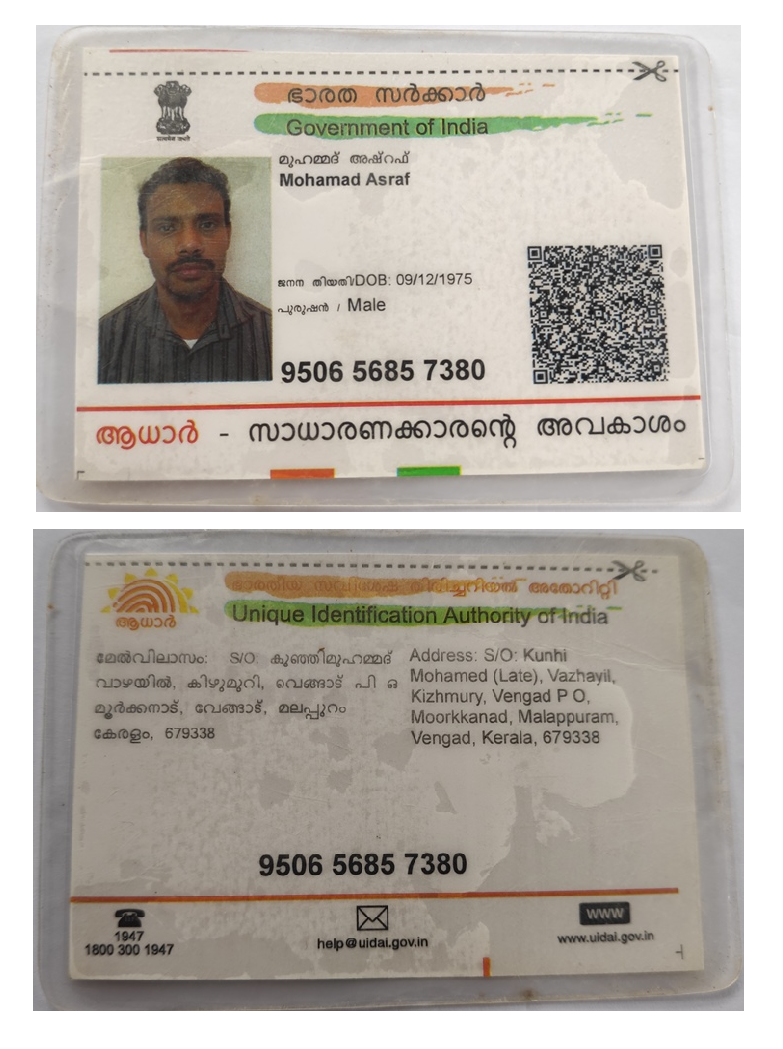 ഭാരത സർക്കാർ
Government of India
മുഹമ്മദ് അഷ്റഫ്
Mohamad Asraf
ജനന തിയതി/DOB: 09/12/1975
പുരുഷൻ / Male
9506 5685 7380
ആധാർ - സാധാരണക്കാരന്റെ അവകാശം
ഭാരതീയ സവിശേഷ തിരിച്ചറിയൽ അതോറിറ്റി
Unique Identification Authority of India
ആധാർ
മേൽവിലാസം: S/O കുഞ്ഞിമുഹമ്മദ്
വാഴയിൽ, കിഴുമുറി, വെങ്ങാട് പി ഒ
മൂർക്കനാട്, വേങ്ങാട്, മലപ്പുറം
കേരളം, 679338
Address: S/O: Kunhi
Mohamed (Late), Vazhayil,
Kizhmury, Vengad P O,
Moorkkanad, Malappuram,
Vengad, Kerala, 679338
9506 5685 7380
1947
1800 300 1947
help@uidai.gov.in
WWW
www.uidai.gov.in